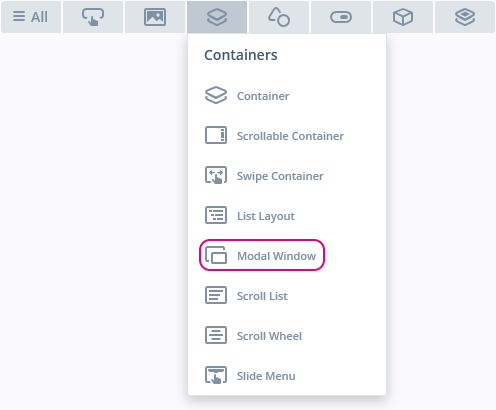 All
Containers
Container
Scrollable Container
Swipe Container
List Layout
Modal Window
Scroll List
Scroll Wheel
Slide Menu